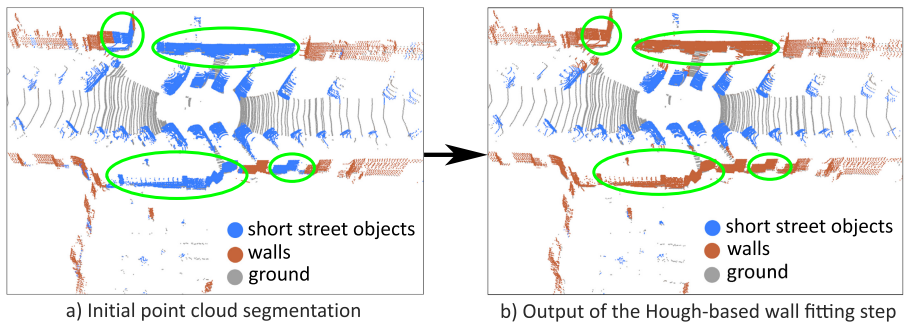 short street objects
walls
ground
a) Initial point cloud segmentation
short street objects
walls
ground
b) Output of the Hough-based wall fitting step